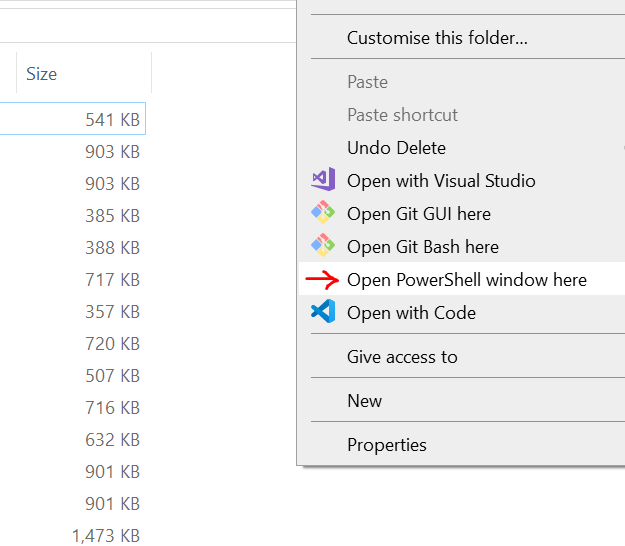 Size
541 KB
903 KB
903 KB
385 KB
388 KB
717 KB
357 KB
720 KB
507 KB
716 KB
632 KB
901 KB
901 KB
1,473 KB
Customise this folder...
Paste
Paste shortcut
Undo Delete
Open with Visual Studio
Open Git GUI here
Open Git Bash here
Open PowerShell window here
Open with Code
Give access to
New
Properties